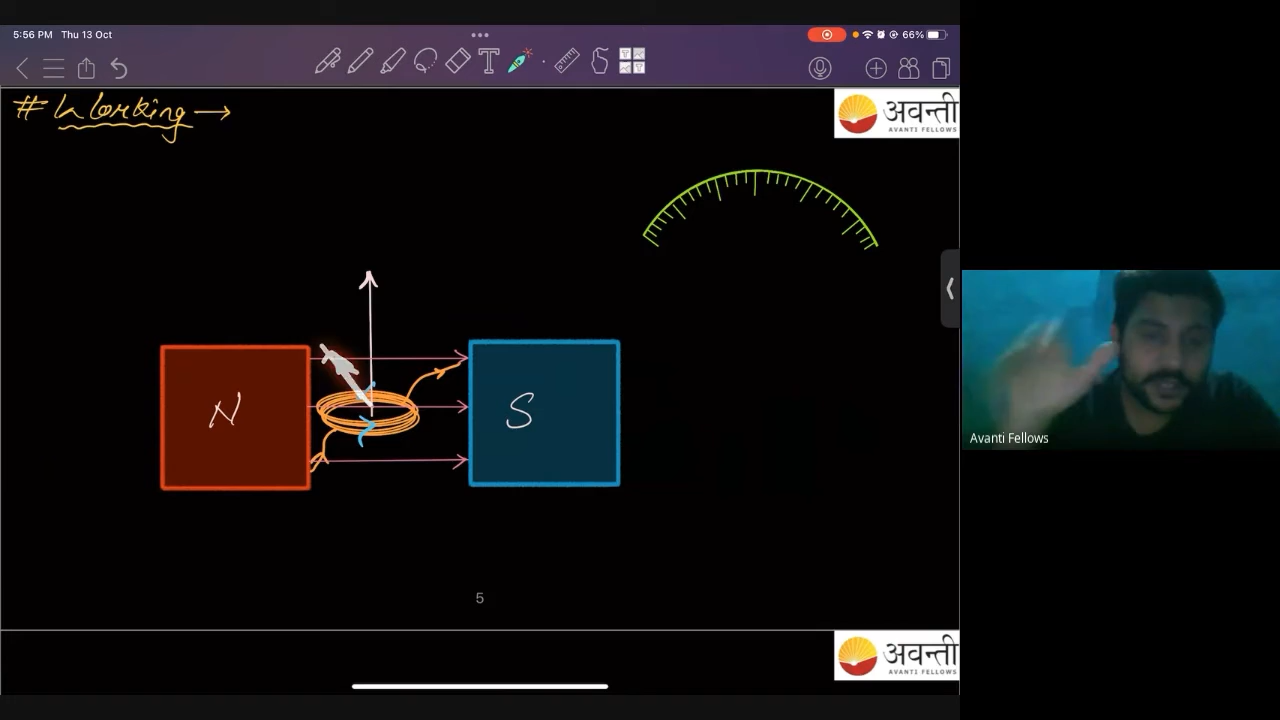 5:56 PM Thu 13 Oct
66%
T
# Working →
अवन्ती
AVANTI FELLOWS
N
S
Avanti Fellows
5
अवन्ती
AVANTI FELLOWS